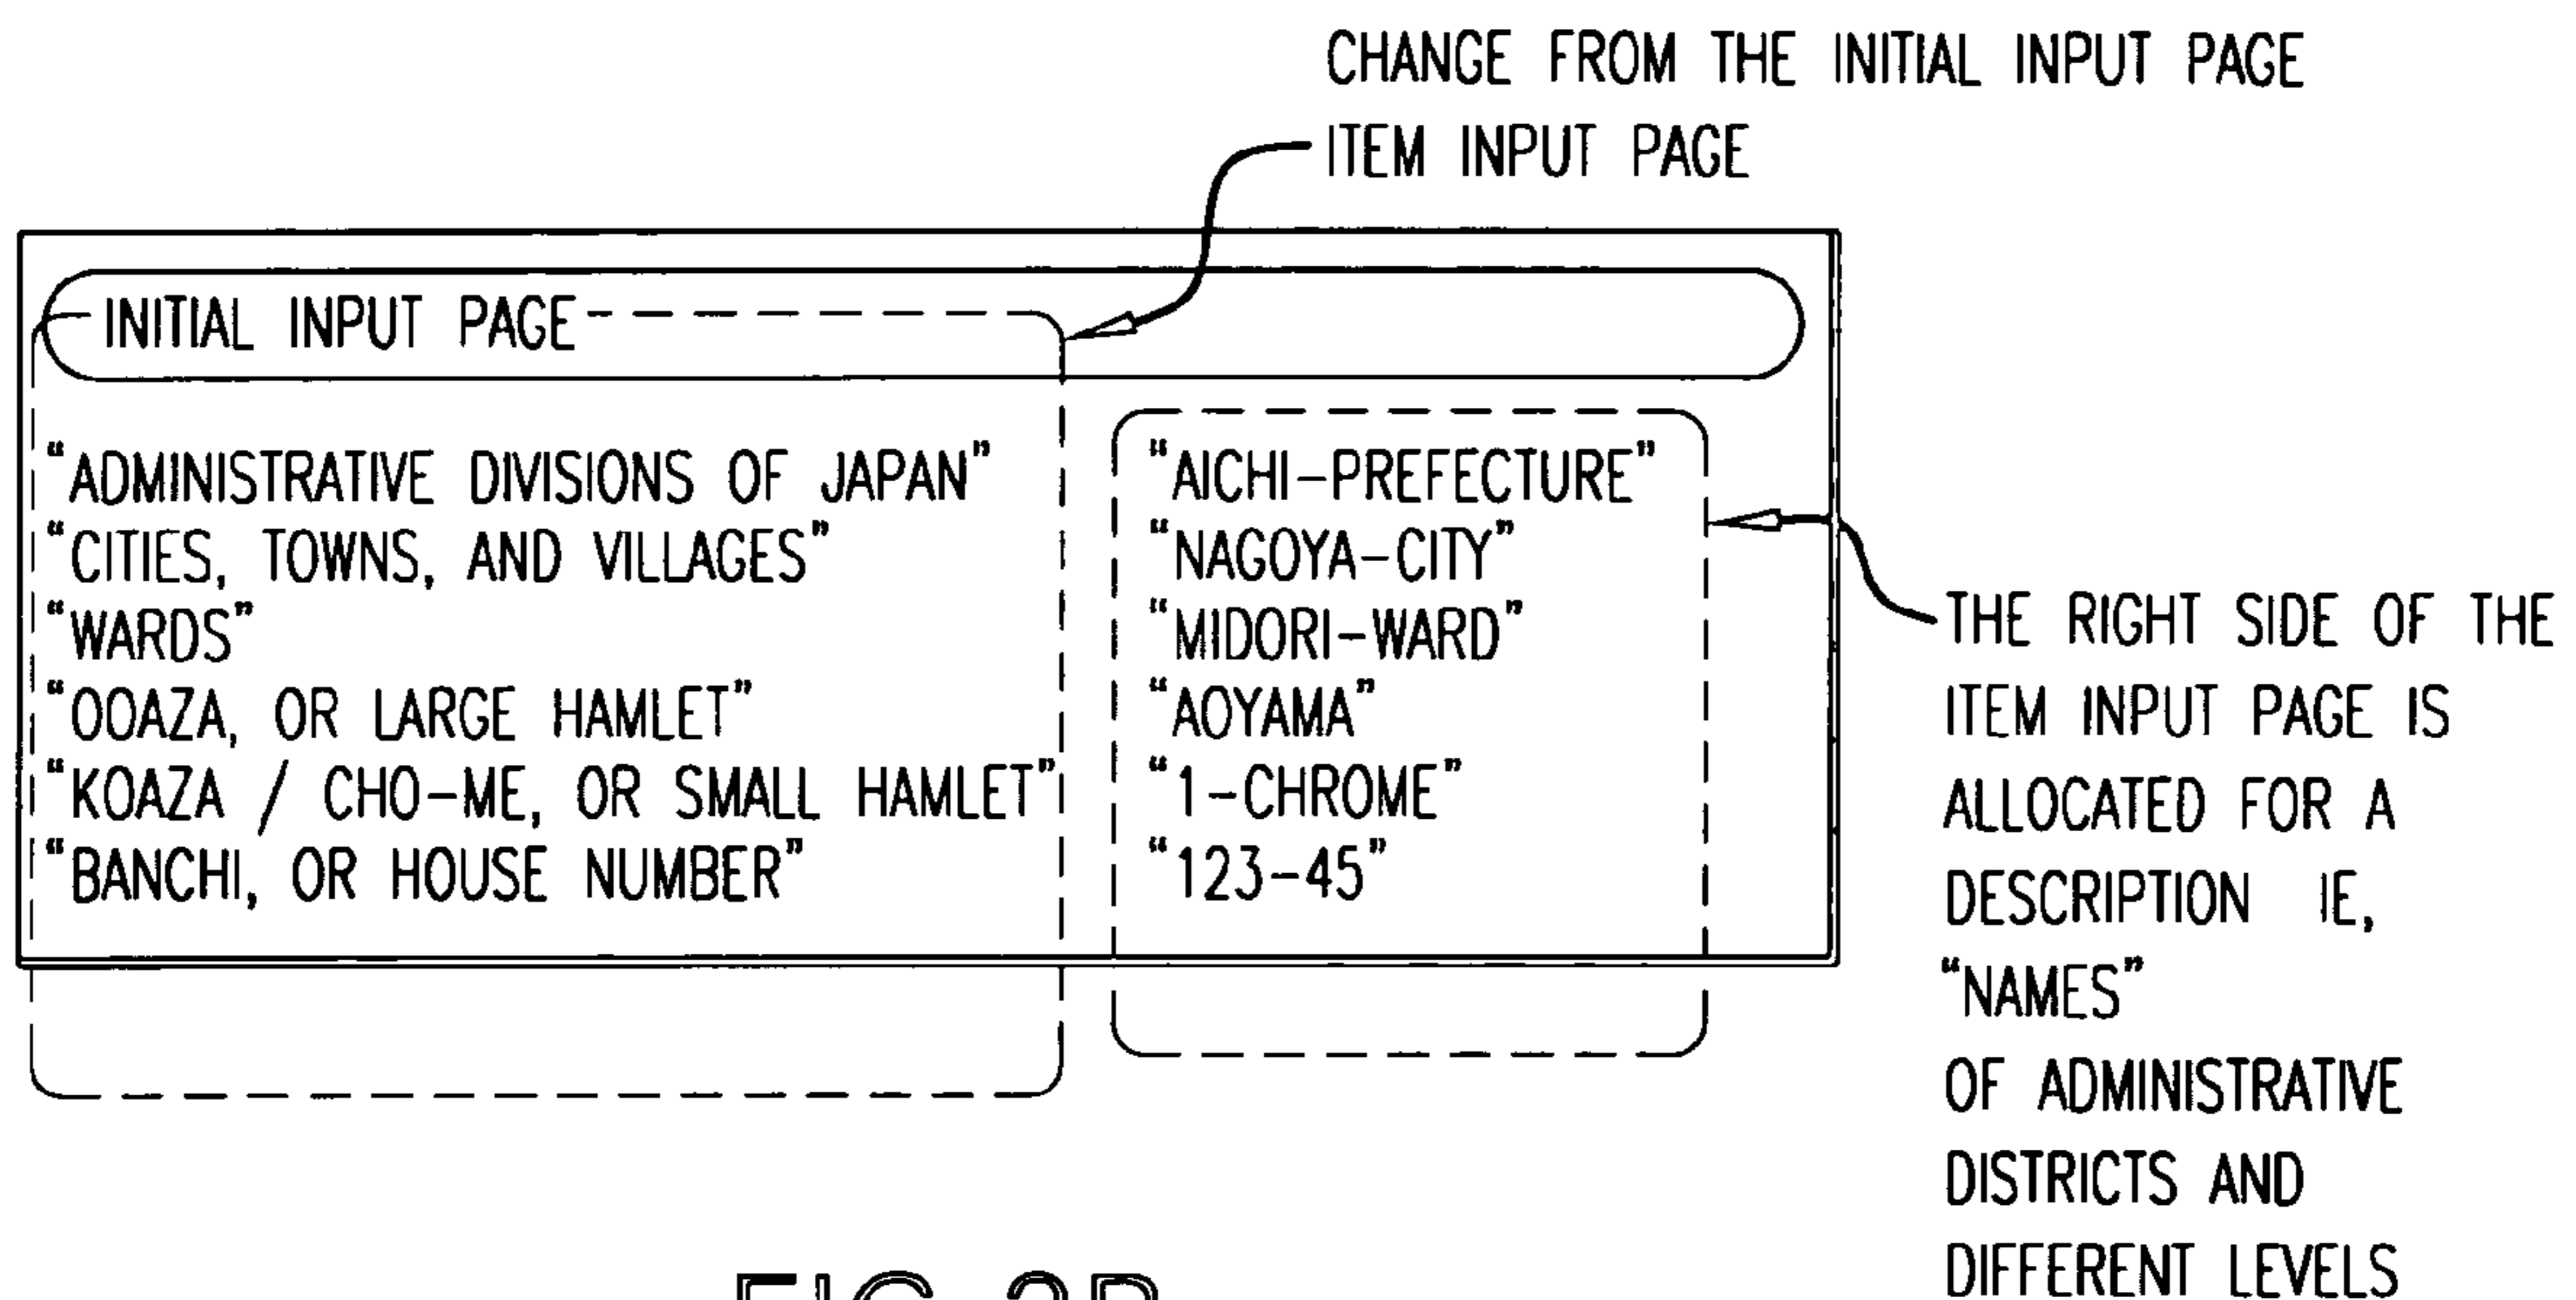 CHANGE FROM THE INITIAL INPUT PAGE
ITEM INPUT PAGE
INITIAL INPUT PAGE
“ADMINISTRATIVE DIVISIONS OF JAPAN”
“CITIES, TOWNS, AND VILLAGES”
“WARDS”
“OOAZA, OR LARGE HAMLET”
“KOAZA / CHO-ME, OR SMALL HAMLET”
“BANCHI, OR HOUSE NUMBER”
“AICHI-PREFECTURE”
“NAGOYA-CITY”
“MIDORI-WARD”
“AOYAMA”
“1-CHROME”
“123-45”
THE RIGHT SIDE OF THE
ITEM INPUT PAGE IS
ALLOCATED FOR A
DESCRIPTION IE,
“NAMES”
OF ADMINISTRATIVE
DISTRICTS AND
DIFFERENT LEVELS